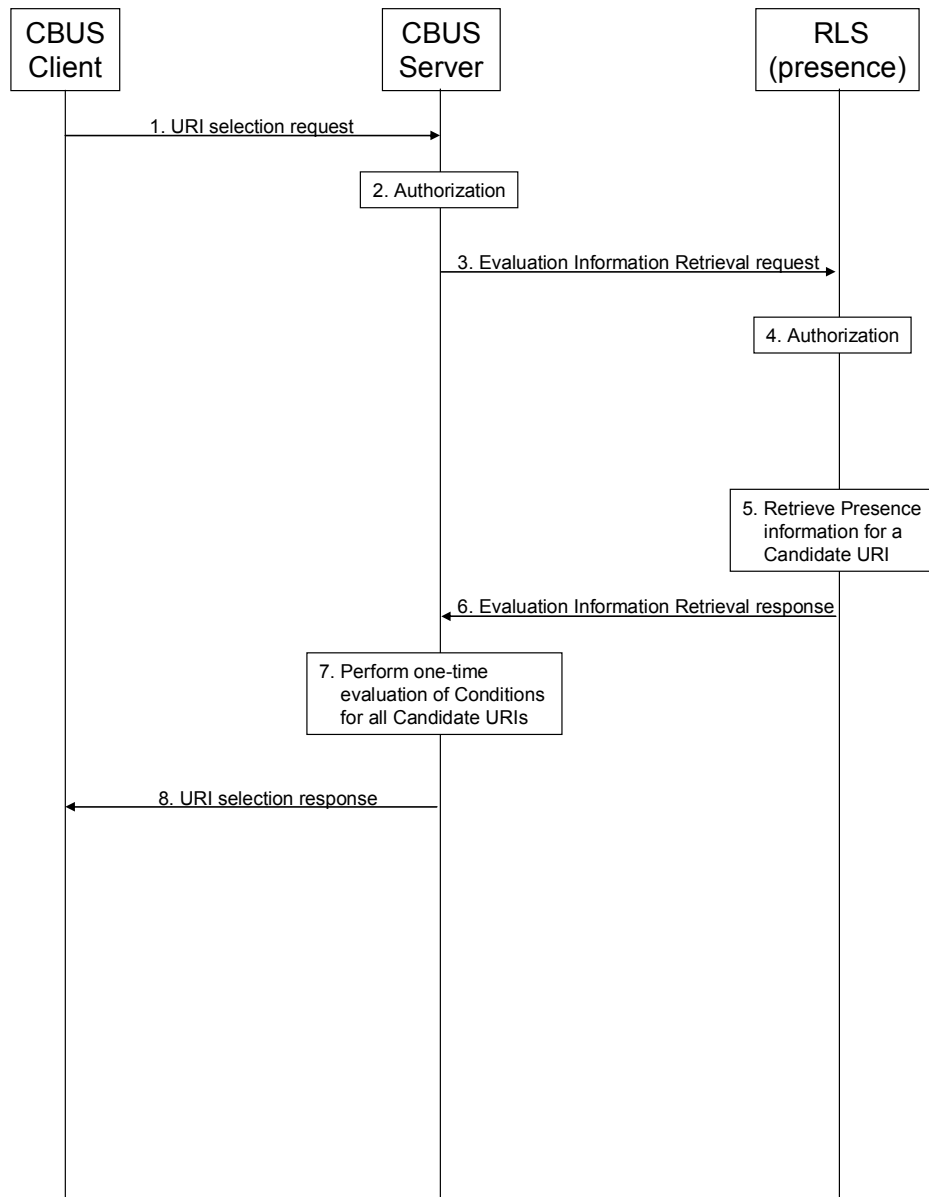 CBUS
Client
CBUS
Server
RLS
(presence)
1. URI selection request
2. Authorization
3. Evaluation Information Retrieval request
4. Authorization
5. Retrieve Presence
information for a
Candidate URI
6. Evaluation Information Retrieval response
7. Perform one-time
evaluation of Conditions
for all Candidate URIs
8. URI selection response